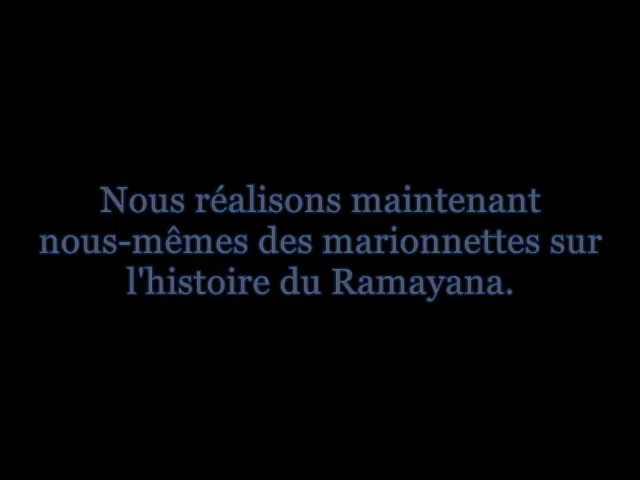 Nous réalisons maintenant
nous-mêmes des marionnettes sur
l'histoire du Ramayana.